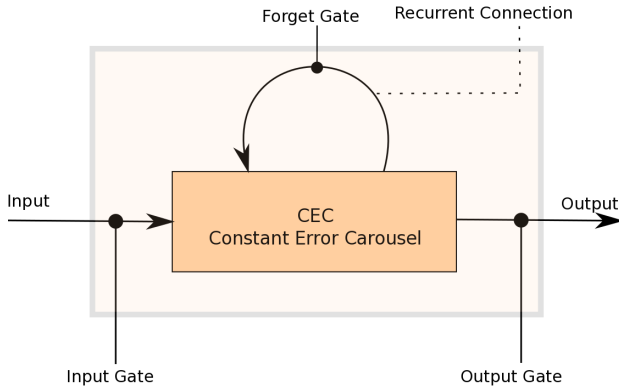 Forget Gate
Recurrent Connection
Input
Output
CEC
Constant Error Carousel
Input Gate
Output Gate